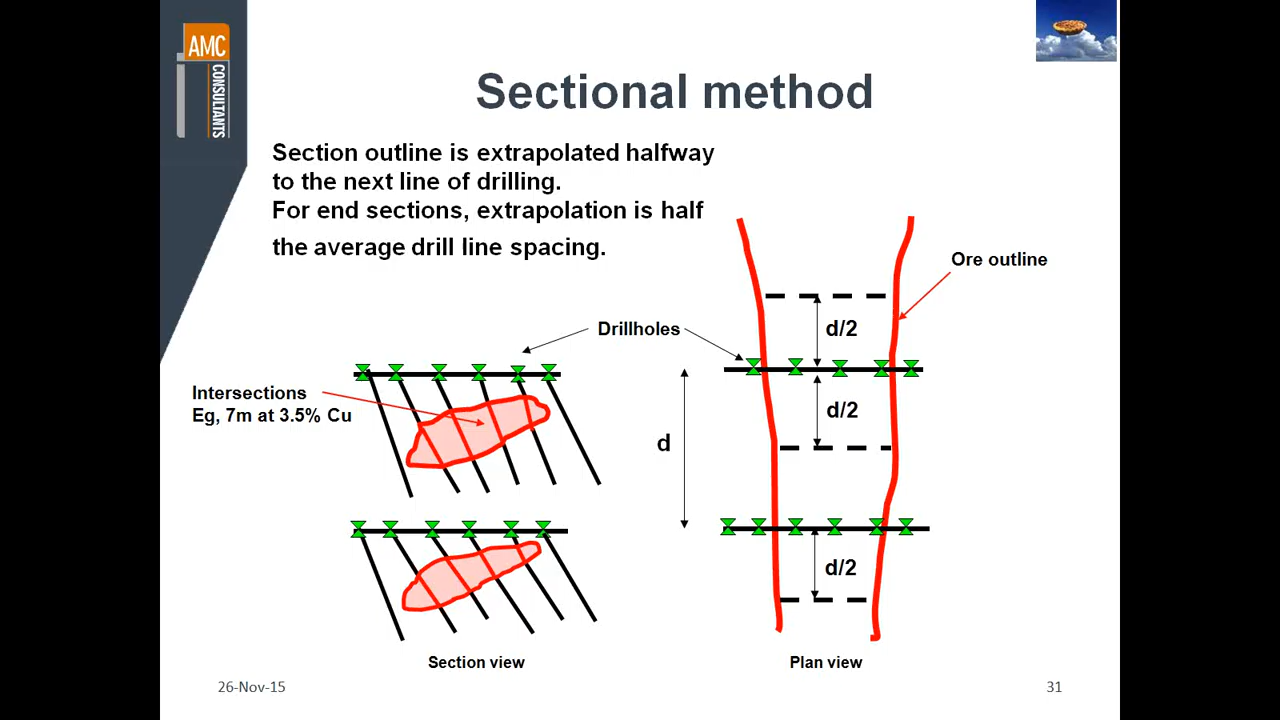 AMC
CONSULTANTS
Sectional method
Section outline is extrapolated halfway
to the next line of drilling.
For end sections, extrapolation is half
the average drill line spacing.
Ore outline
Drillholes
d/2
Intersections
Eg, 7m at 3.5% Cu
d/2
d
d/2
Section view
Plan view
26-Nov-15
31